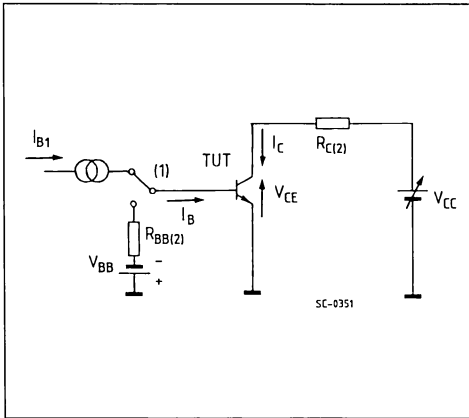 I_B1
(1)
TUT
I_C
R_C(2)
V_CE
V_CC
I_B
R_BB(2)
V_BB
−
+
SC-0351